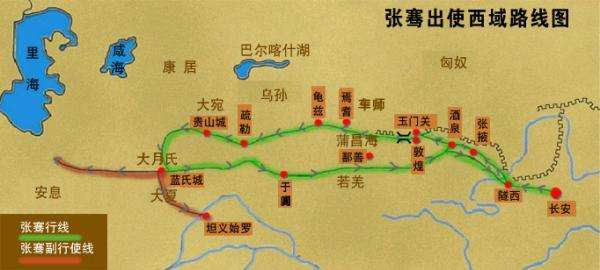 张骞出使西域路线图
里海
咸海
巴尔喀什湖
康居
匈奴
乌孙
大宛
龟兹
焉耆
车师
贵山城
疏勒
玉门关
酒泉
张掖
蒲昌海
鄯善
敦煌
大月氏
蓝氏城
于阗
若羌
安息
大夏
陇西
长安
坦义始罗
张骞行线
张骞副行使线